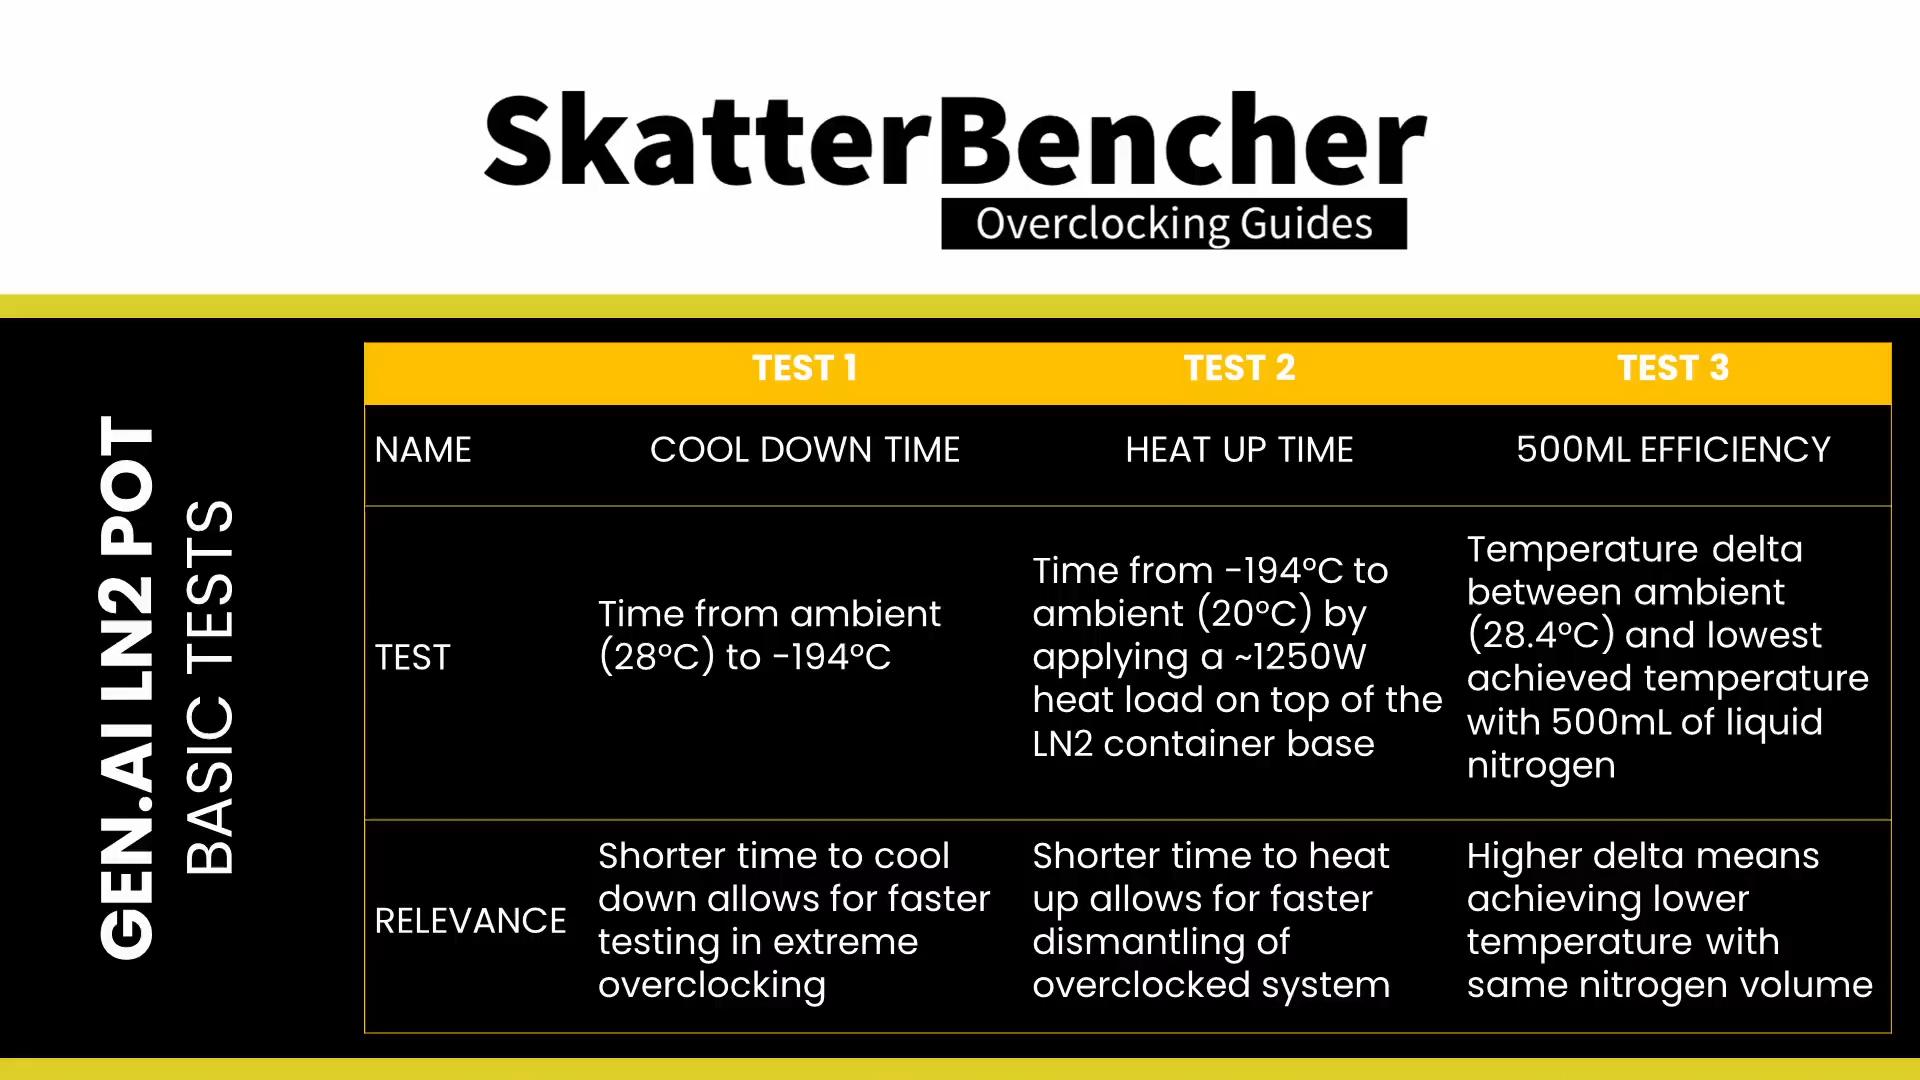 SkatterBencher
Overclocking Guides
GEN.AI LN2 POT
BASIC TESTS
TEST 1
TEST 2
TEST 3
NAME
COOL DOWN TIME
HEAT UP TIME
500ML EFFICIENCY
TEST
Time from ambient
(28°C) to -194°C
Time from -194°C to
ambient (20°C) by
applying a ~1250W
heat load on top of the
LN2 container base
Temperature delta
between ambient
(28.4°C) and lowest
achieved temperature
with 500mL of liquid
nitrogen
RELEVANCE
Shorter time to cool
down allows for faster
testing in extreme
overclocking
Shorter time to heat
up allows for faster
dismantling of
overclocked system
Higher delta means
achieving lower
temperature with
same nitrogen volume